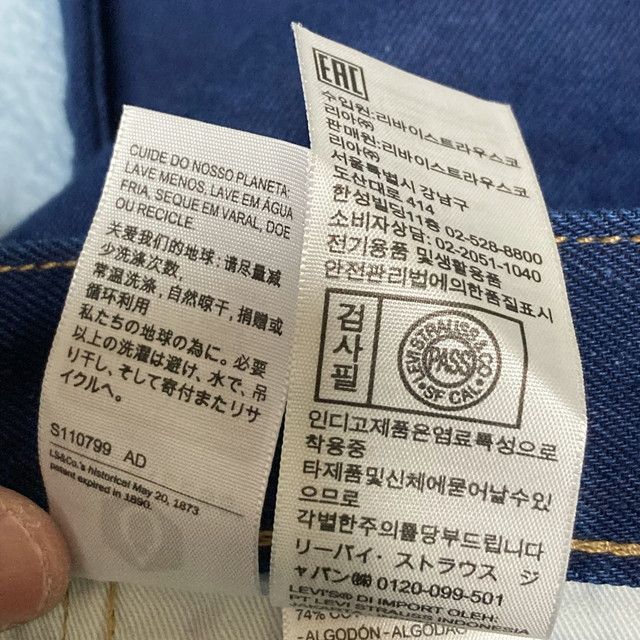 CUIDE DO NOSSO PLANETA:
LAVE MENOS. LAVE EM ÁGUA
FRIA, SEQUE EM VARAL, DOE
OU RECICLE.
关爱我们的地球:请尽量减
少洗涤次数,
常温洗涤,自然晾干,捐赠或
循环利用
私たちの地球の為に。必要
以上の洗濯は避け、水で、吊
り干し、そして寄付またリサ
イクルへ。
S110799 AD
LS&Co.'s historical May 20, 1873
patent expired in 1890.
EAC
수입원:리바이스트라우스코
리아㈜
판매원:리바이스트라우스코
리아㈜
서울특별시 강남구
도산대로 414
한성빌딩11층 02-528-8800
소비자상담: 02-2051-1040
전기용품 및생활용품
안전관리법에의한품질표시
검사필
LEVI STRAUSS & CO
PASS
SF CAL
인디고제품은염료특성으로
착용중
타제품및신체에묻어날수있
으므로
각별한주의를당부드립니다
リーバイ・ストラウス ジ
ャパン㈱ 0120-099-501
LEVI'S® DI IMPORT OLEH:
PT. LEVI STRAUSS INDONESIA
74%
-ALGODÓN-ALGODÃO